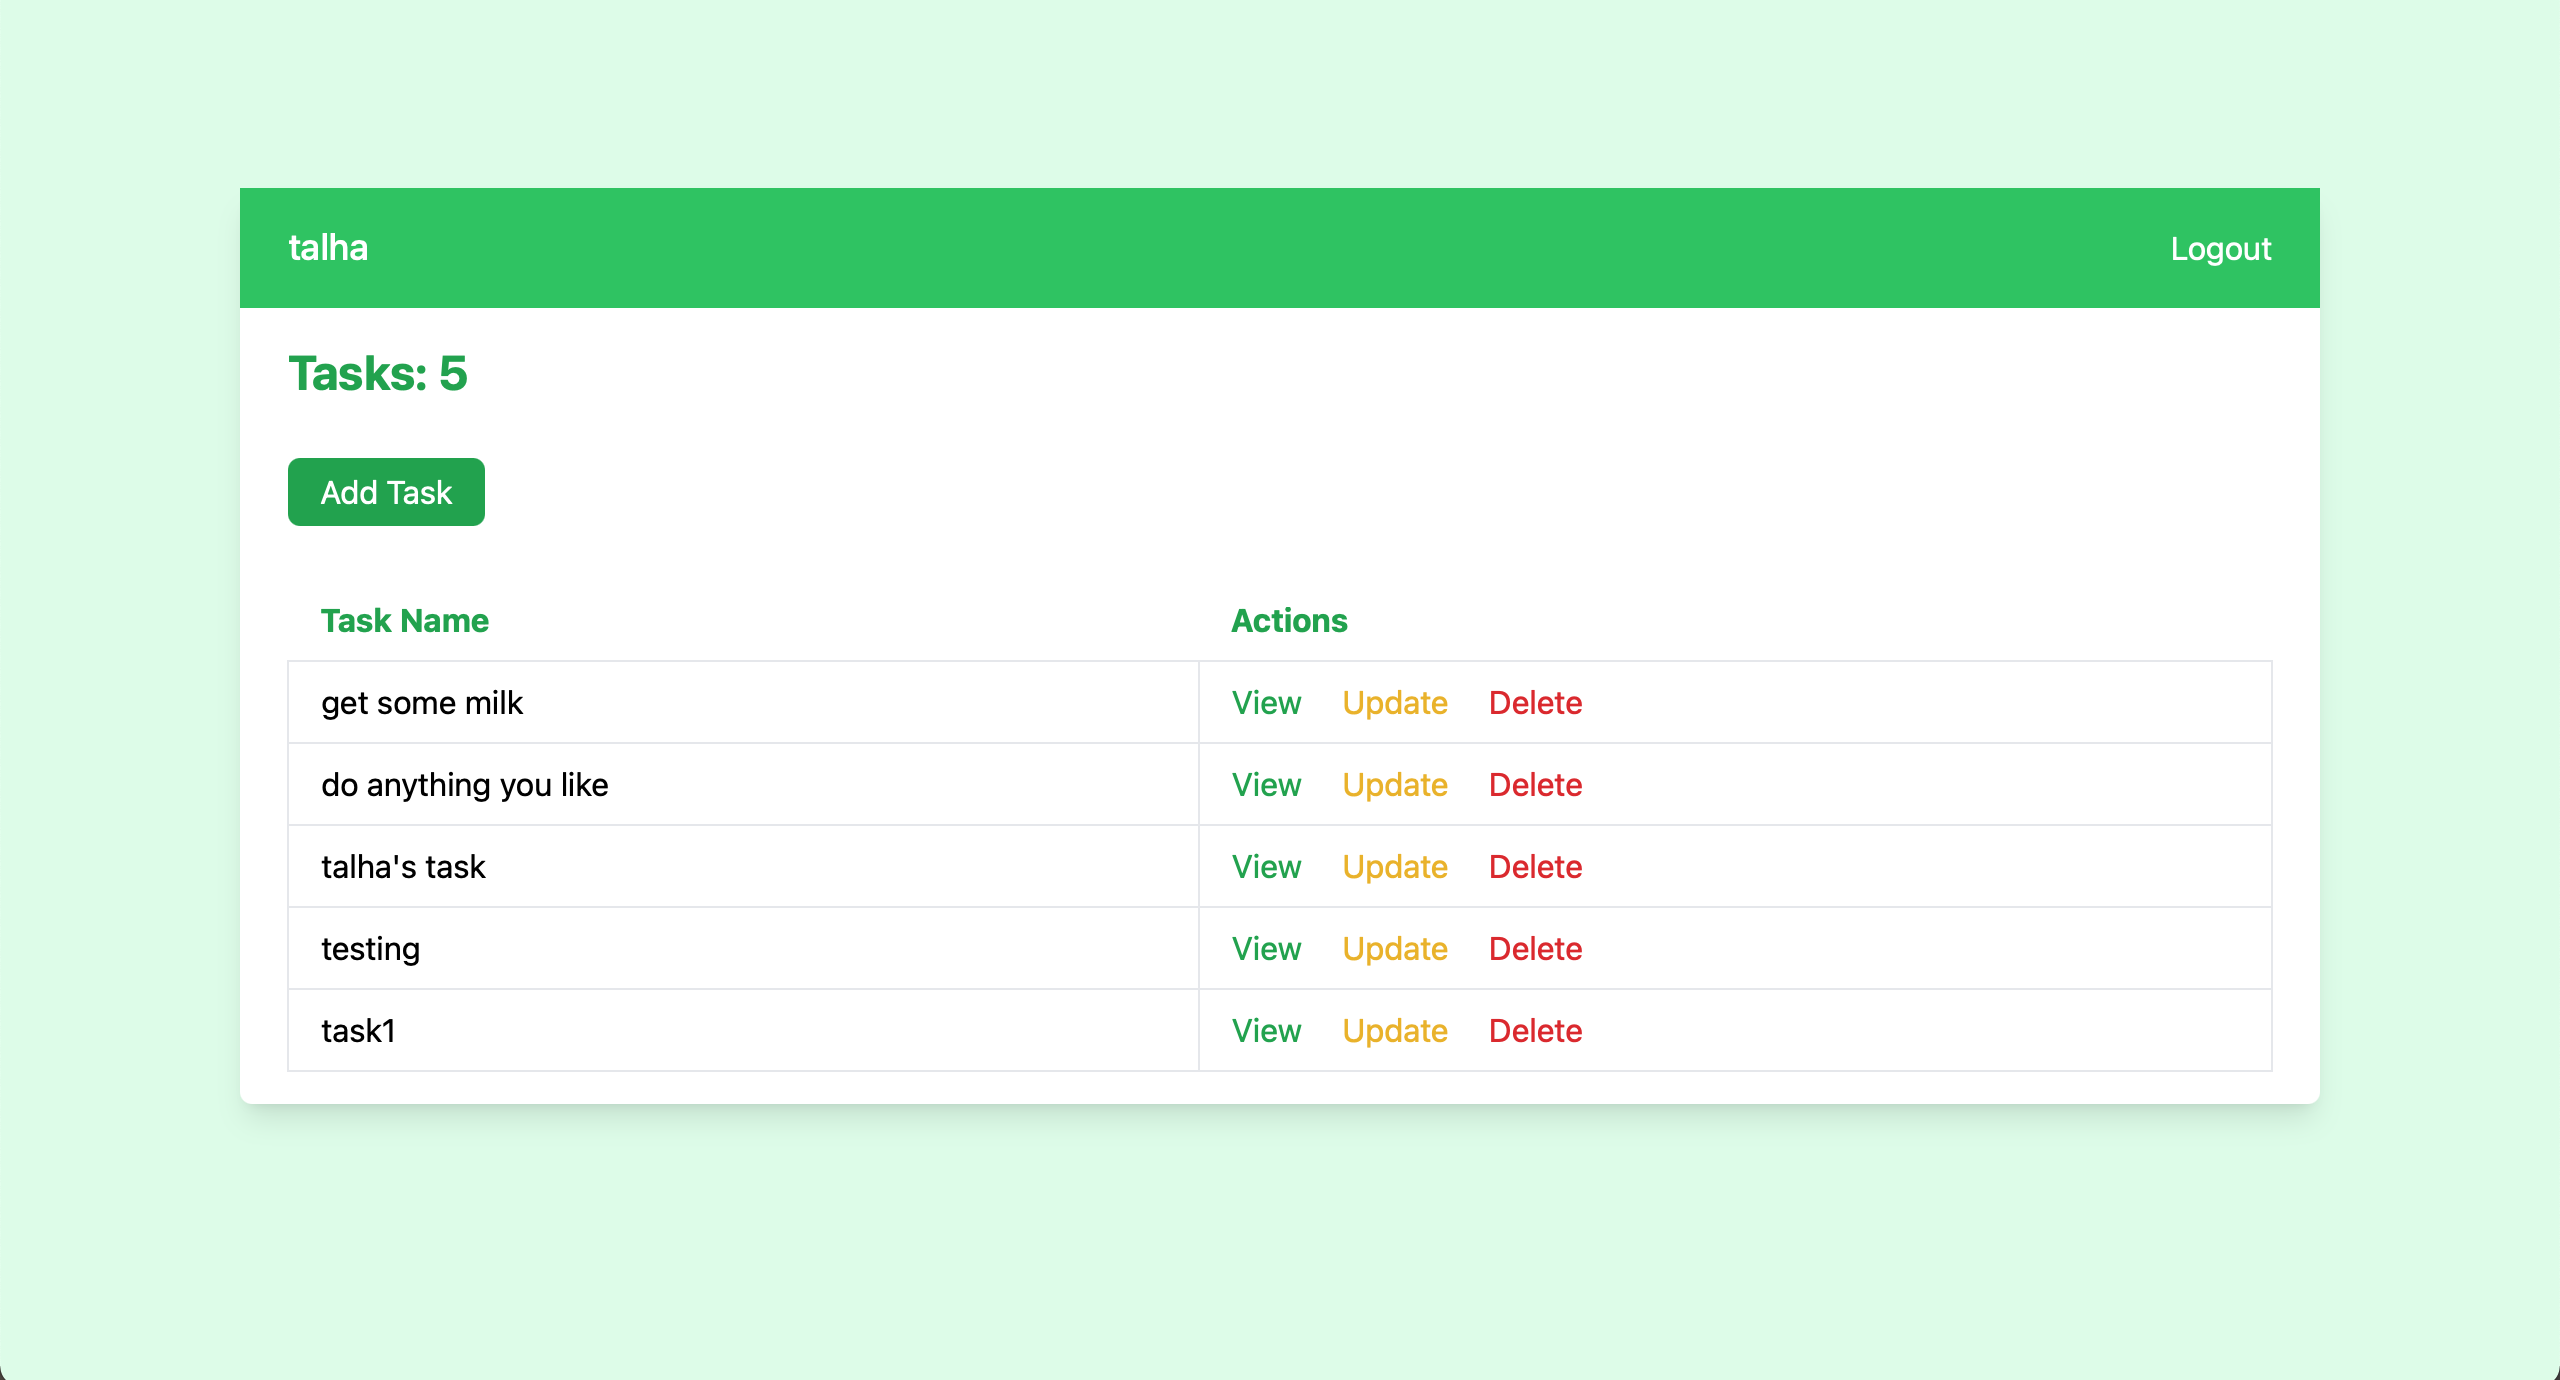 talha Logout
Tasks: 5
Add Task
Task Name Actions
get some milk View Update Delete
do anything you like View Update Delete
talha's task View Update Delete
testing View Update Delete
task1 View Update Delete